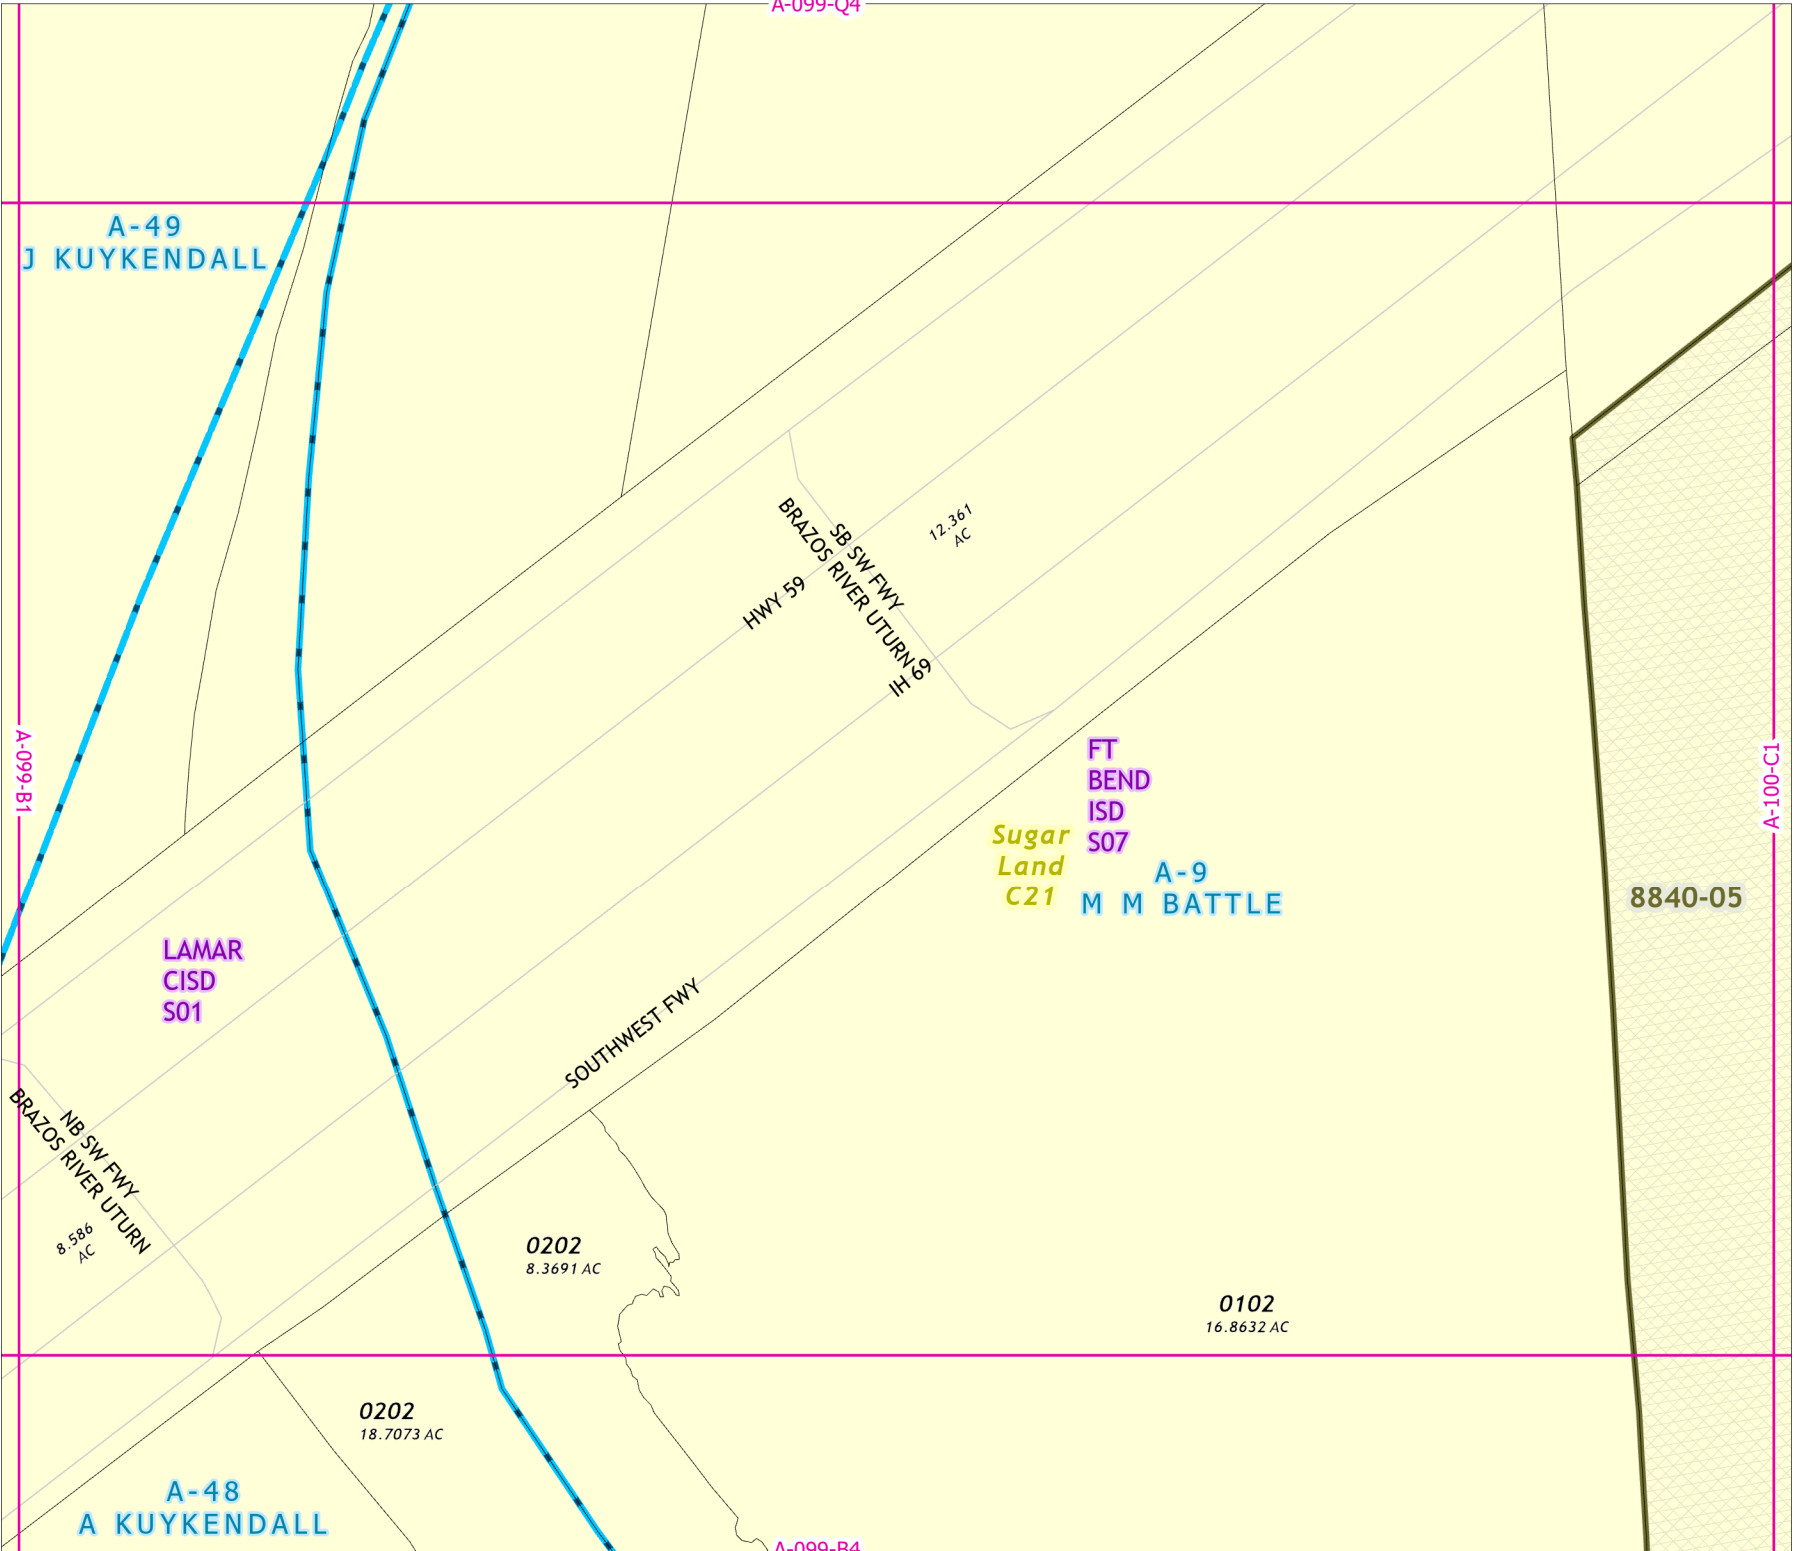 A-099-Q4
A-49
J KUYKENDALL
12.361
AC
SB SW FWY
BRAZOS RIVER UTURN
HWY 59
IH 69
A-099-B1
A-100-C1
FT
BEND
ISD
S07
Sugar
Land
C21
A-9
M M BATTLE
8840-05
LAMAR
CISD
S01
SOUTHWEST FWY
NB SW FWY
BRAZOS RIVER UTURN
8.586
AC
0202
8.3691 AC
0102
16.8632 AC
0202
18.7073 AC
A-48
A KUYKENDALL
A-099-B4